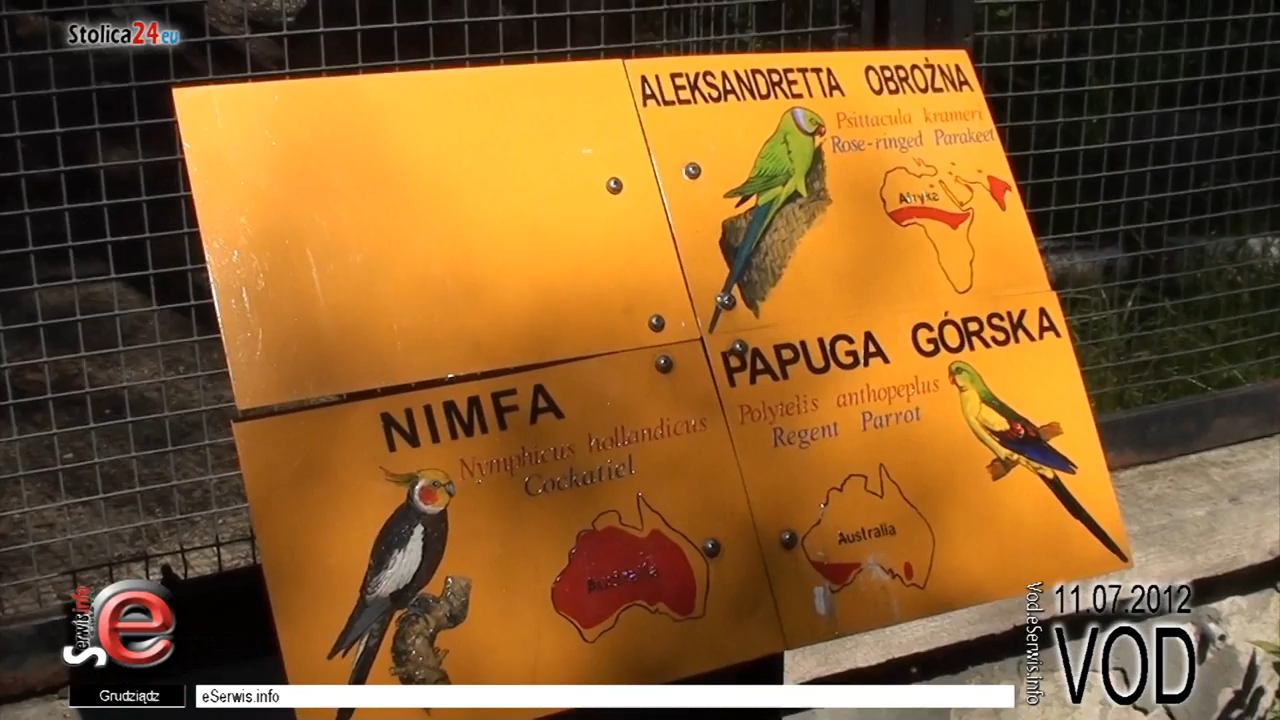 Stolica24.eu
ALEKSANDRETTA OBROŻNA
Psittacula krameri
Rose-ringed Parakeet
Afryka
PAPUGA GÓRSKA
Polytelis anthopeplus
Regent Parrot
Australia
NIMFA
Nymphicus hollandicus
Cockatiel
Australia
eSerwis.info
Grudziądz
eSerwis.info
Vod.eSerwis.Info
11.07.2012
VOD